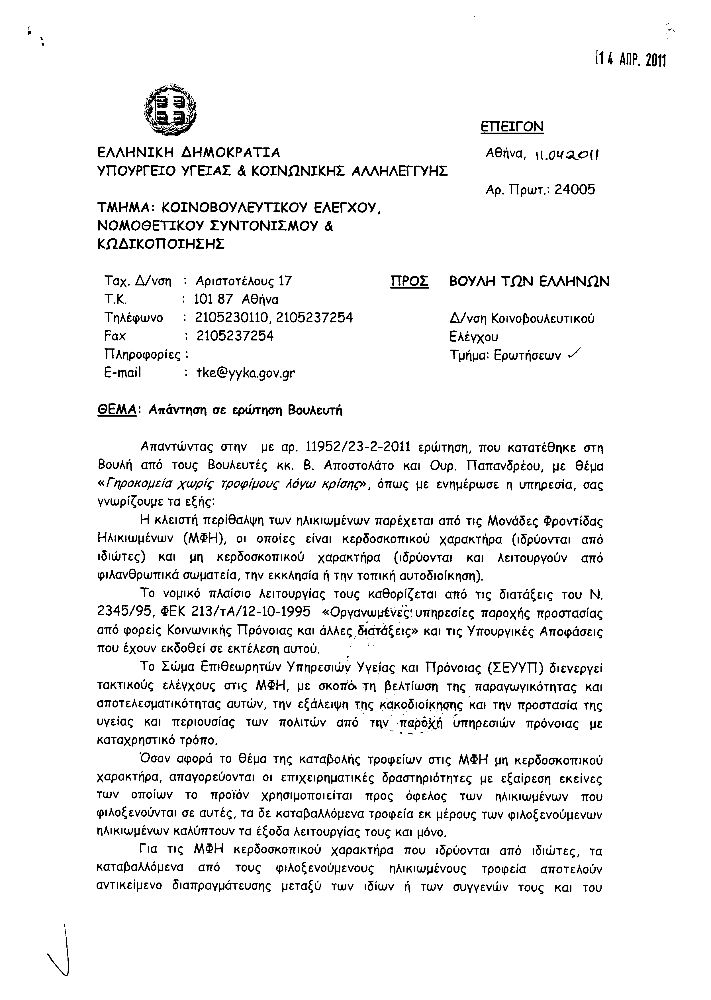 14 ΑΠΡ. 2011
ΕΠΕΙΓΟΝ
ΕΛΛΗΝΙΚΗ ΔΗΜΟΚΡΑΤΙΑ
ΥΠΟΥΡΓΕΙΟ ΥΓΕΙΑΣ & ΚΟΙΝΩΝΙΚΗΣ ΑΛΛΗΛΕΓΓΥΗΣ
Αθήνα, 11.04.2011
Αρ. Πρωτ.: 24005
ΤΜΗΜΑ: ΚΟΙΝΟΒΟΥΛΕΥΤΙΚΟΥ ΕΛΕΓΧΟΥ,
ΝΟΜΟΘΕΤΙΚΟΥ ΣΥΝΤΟΝΙΣΜΟΥ &
ΚΩΔΙΚΟΠΟΙΗΣΗΣ
Ταχ. Δ/νση : Αριστοτέλους 17
Τ.Κ. : 101 87 Αθήνα
Τηλέφωνο : 2105230110, 2105237254
Fax : 2105237254
Πληροφορίες :
E-mail : tke@yyka.gov.gr
ΠΡΟΣ ΒΟΥΛΗ ΤΩΝ ΕΛΛΗΝΩΝ
Δ/νση Κοινοβουλευτικού
Ελέγχου
Τμήμα: Ερωτήσεων ✓
ΘΕΜΑ: Απάντηση σε ερώτηση Βουλευτή
Απαντώντας στην με αρ. 11952/23-2-2011 ερώτηση, που κατατέθηκε στη
Βουλή από τους Βουλευτές κκ. Β. Αποστολάτο και Ουρ. Παπανδρέου, με θέμα
«Γηροκομεία χωρίς τροφίμους λόγω κρίσης», όπως με ενημέρωσε η υπηρεσία, σας
γνωρίζουμε τα εξής:
Η κλειστή περίθαλψη των ηλικιωμένων παρέχεται από τις Μονάδες Φροντίδας
Ηλικιωμένων (ΜΦΗ), οι οποίες είναι κερδοσκοπικού χαρακτήρα (ιδρύονται από
ιδιώτες) και μη κερδοσκοπικού χαρακτήρα (ιδρύονται και λειτουργούν από
φιλανθρωπικά σωματεία, την εκκλησία ή την τοπική αυτοδιοίκηση).
Το νομικό πλαίσιο λειτουργίας τους καθορίζεται από τις διατάξεις του Ν.
2345/95, ΦΕΚ 213/τΑ/12-10-1995 «Οργανωμένες υπηρεσίες παροχής προστασίας
από φορείς Κοινωνικής Πρόνοιας και άλλες διατάξεις» και τις Υπουργικές Αποφάσεις
που έχουν εκδοθεί σε εκτέλεση αυτού.
Το Σώμα Επιθεωρητών Υπηρεσιών Υγείας και Πρόνοιας (ΣΕΥΥΠ) διενεργεί
τακτικούς ελέγχους στις ΜΦΗ, με σκοπό τη βελτίωση της παραγωγικότητας και
αποτελεσματικότητας αυτών, την εξάλειψη της κακοδιοίκησης και την προστασία της
υγείας και περιουσίας των πολιτών από την παροχή υπηρεσιών πρόνοιας με
καταχρηστικό τρόπο.
Όσον αφορά το θέμα της καταβολής τροφείων στις ΜΦΗ μη κερδοσκοπικού
χαρακτήρα, απαγορεύονται οι επιχειρηματικές δραστηριότητες με εξαίρεση εκείνες
των οποίων το προϊόν χρησιμοποιείται προς όφελος των ηλικιωμένων που
φιλοξενούνται σε αυτές, τα δε καταβαλλόμενα τροφεία εκ μέρους των φιλοξενούμενων
ηλικιωμένων καλύπτουν τα έξοδα λειτουργίας τους και μόνο.
Για τις ΜΦΗ κερδοσκοπικού χαρακτήρα που ιδρύονται από ιδιώτες, τα
καταβαλλόμενα από τους φιλοξενούμενους ηλικιωμένους τροφεία αποτελούν
αντικείμενο διαπραγμάτευσης μεταξύ των ιδίων ή των συγγενών τους και του